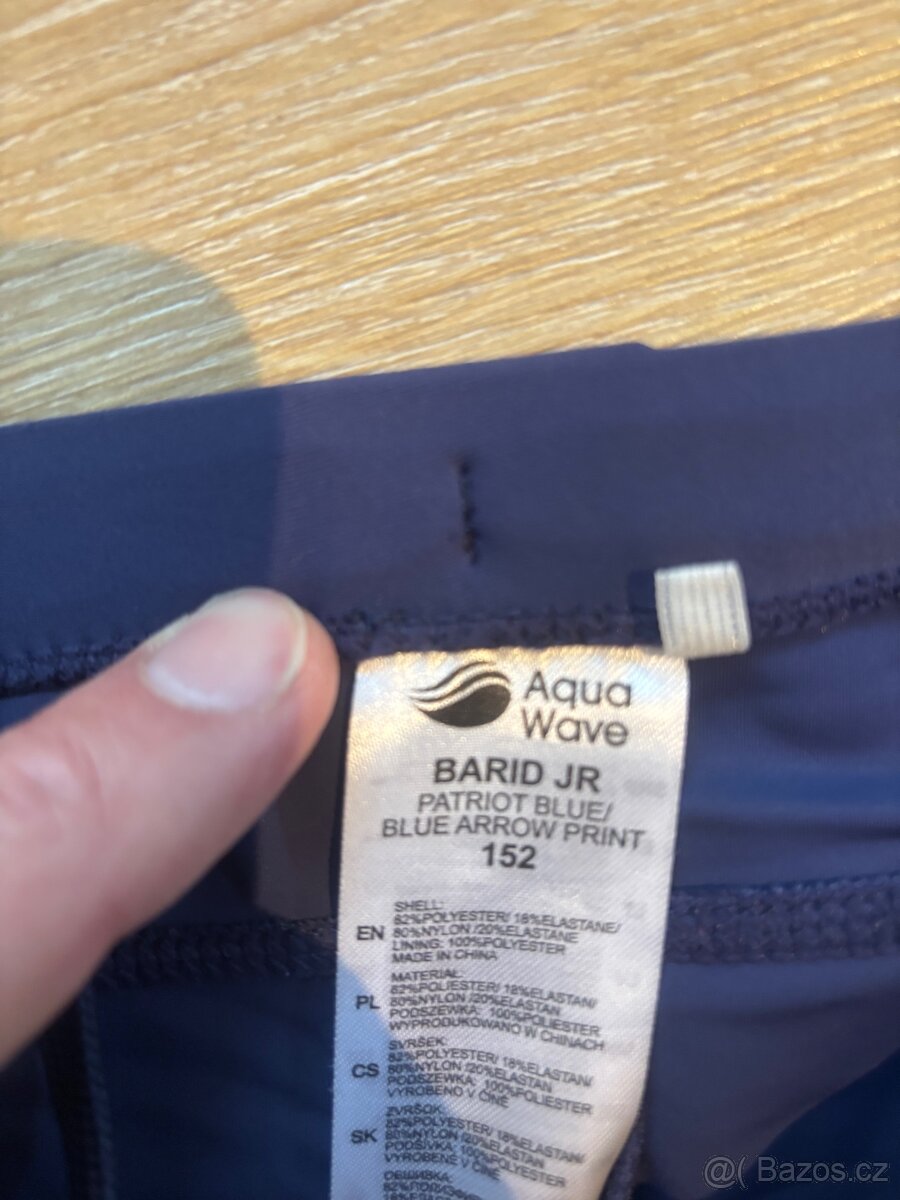 Aqua
Wave
BARID JR
PATRIOT BLUE/
BLUE ARROW PRINT
152
EN
SHELL:
82%POLYESTER/ 18%ELASTANE/
80%NYLON /20%ELASTANE
LINING: 100%POLYESTER
MADE IN CHINA
PL
MATERIAŁ:
82%POLIESTER/ 18%ELASTAN/
80%NYLON /20%ELASTAN
PODSZEWKA: 100%POLIESTER
WYPRODUKOWANO W CHINACH
CS
SVRŠEK:
82%POLYESTER/ 18%ELASTAN/
80%NYLON /20%ELASTAN
PODSZEWKA: 100%POLIESTER
VYROBENO V ČÍNĚ
SK
ZVRŠOK:
82%POLYESTER/ 18%ELASTAN/
80%NYLON /20%ELASTAN
PODŠÍVKA: 100%POLYESTER
VYROBENÉ V ČÍNE
@( Bazos.cz